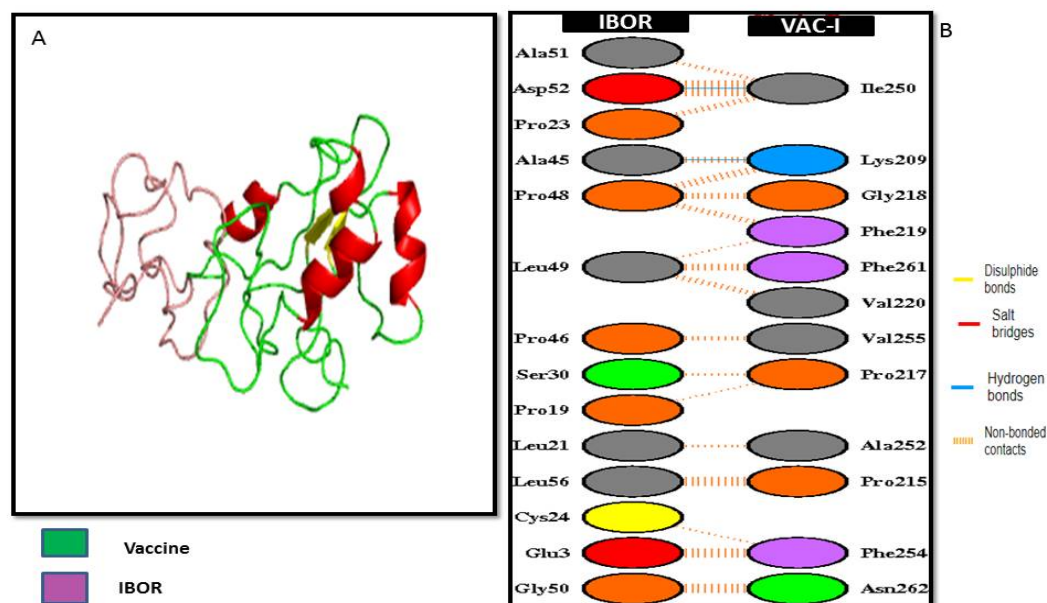 A
Vaccine
IBOR
IBOR VAC-I
B
Ala51
Asp52 Ile250
Pro23
Ala45 Lys209
Pro48 Gly218
Phe219
Leu49 Phe261
Val220
Pro46 Val255
Ser30 Pro217
Pro19
Leu21 Ala252
Leu56 Pro215
Cys24
Glu3 Phe254
Gly50 Asn262
Disulphide
bonds
Salt
bridges
Hydrogen
bonds
Non-bonded
contacts